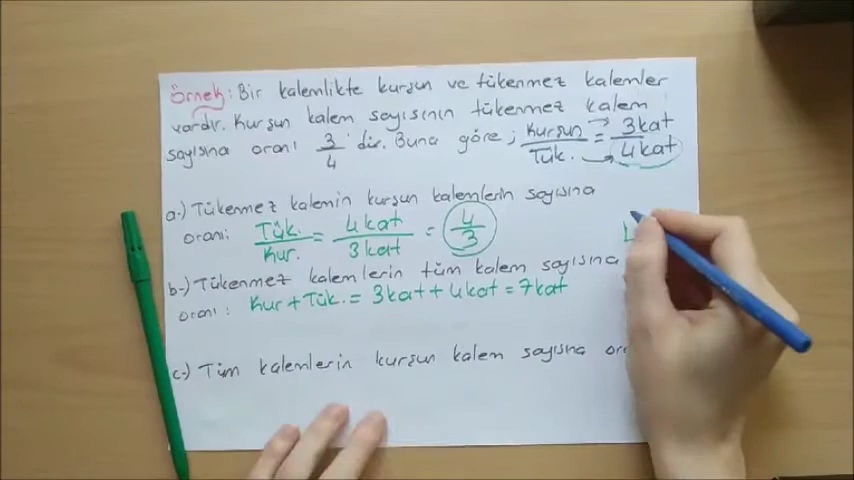 Örnek: Bir kalemlikte kurşun ve tükenmez kalemler
vardır. Kurşun kalem sayısının tükenmez kalem
sayısına oranı 3/4 'dir. Buna göre; Kurşun/Tük. = 3kat/4kat
a-) Tükenmez kalemin kurşun kalemlerin sayısına
oranı: Tük./Kur. = 4kat/3kat = 4/3
b-) Tükenmez kalemlerin tüm kalem sayısına
oranı: Kur + Tük. = 3kat + 4kat = 7kat
c-) Tüm kalemlerin kurşun kalem sayısına